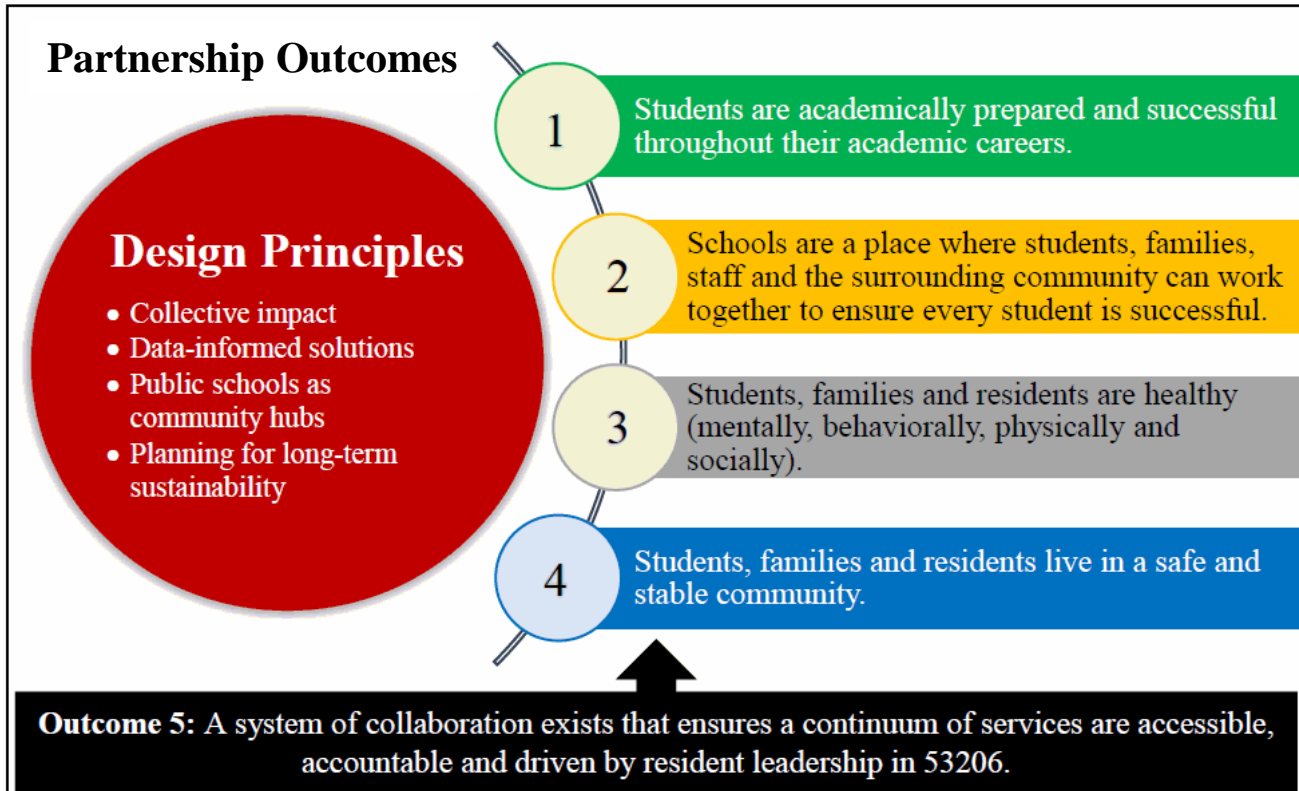 Partnership Outcomes
Design Principles
● Collective impact
● Data-informed solutions
● Public schools as
community hubs
● Planning for long-term
sustainability
1
Students are academically prepared and successful
throughout their academic careers.
2
Schools are a place where students, families,
staff and the surrounding community can work
together to ensure every student is successful.
3
Students, families and residents are healthy
(mentally, behaviorally, physically and
socially).
4
Students, families and residents live in a safe and
stable community.
Outcome 5: A system of collaboration exists that ensures a continuum of services are accessible,
accountable and driven by resident leadership in 53206.